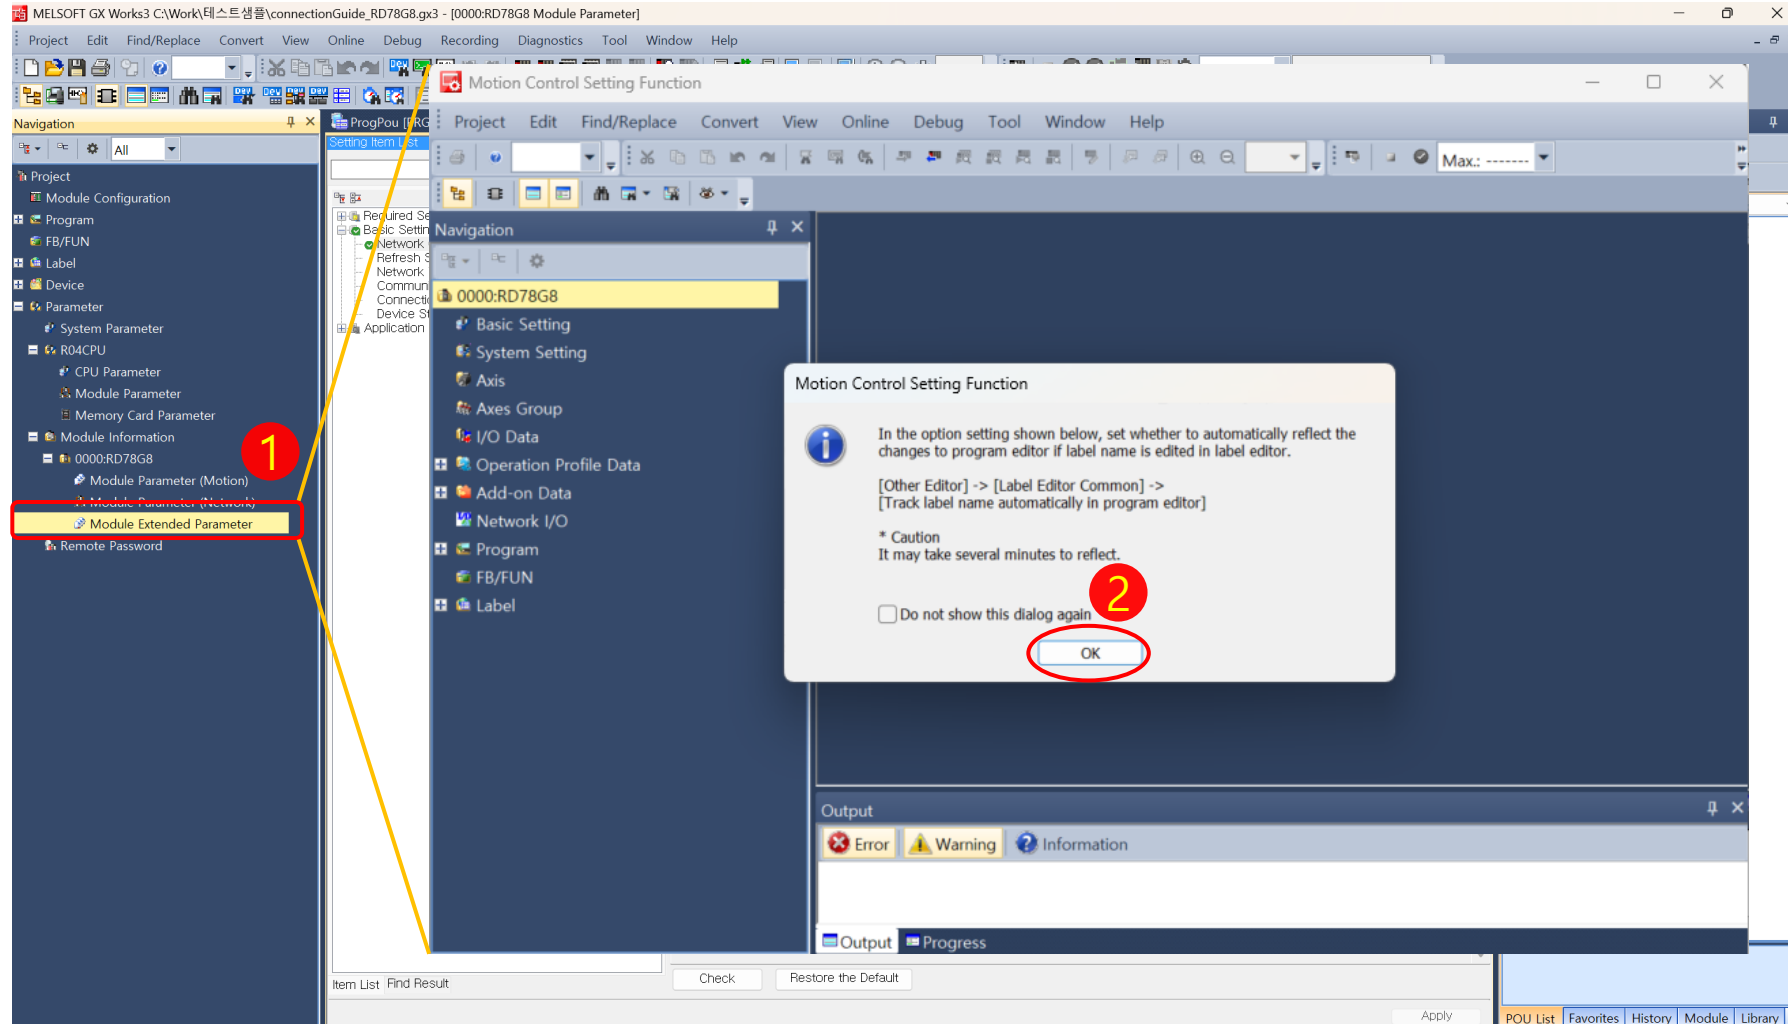 MELSOFT GX Works3 C:\Work\테스트샘플\connectionGuide_RD78G8.gx3 - [0000:RD78G8 Module Parameter]
Project Edit Find/Replace Convert View Online Debug Recording Diagnostics Tool Window Help
Navigation
All
Project
Module Configuration
Program
FB/FUN
Label
Device
Parameter
System Parameter
R04CPU
CPU Parameter
Module Parameter
Memory Card Parameter
Module Information
0000:RD78G8
Module Parameter (Motion)
Module Parameter (Network)
Module Extended Parameter
Remote Password
1
ProgPou [PRG
Setting Item List
Required Se
Basic Settin
Network
Refresh S
Network
Commun
Connectio
Device St
Application
Item List Find Result
Check Restore the Default
Apply
POU List Favorites History Module Library
Motion Control Setting Function
Project Edit Find/Replace Convert View Online Debug Tool Window Help
Max.: -------
Navigation
0000:RD78G8
Basic Setting
System Setting
Axis
Axes Group
I/O Data
Operation Profile Data
Add-on Data
Network I/O
Program
FB/FUN
Label
Motion Control Setting Function
In the option setting shown below, set whether to automatically reflect the
changes to program editor if label name is edited in label editor.
[Other Editor] -> [Label Editor Common] ->
[Track label name automatically in program editor]
* Caution
It may take several minutes to reflect.
Do not show this dialog again
2
OK
Output
Error Warning Information
Output Progress